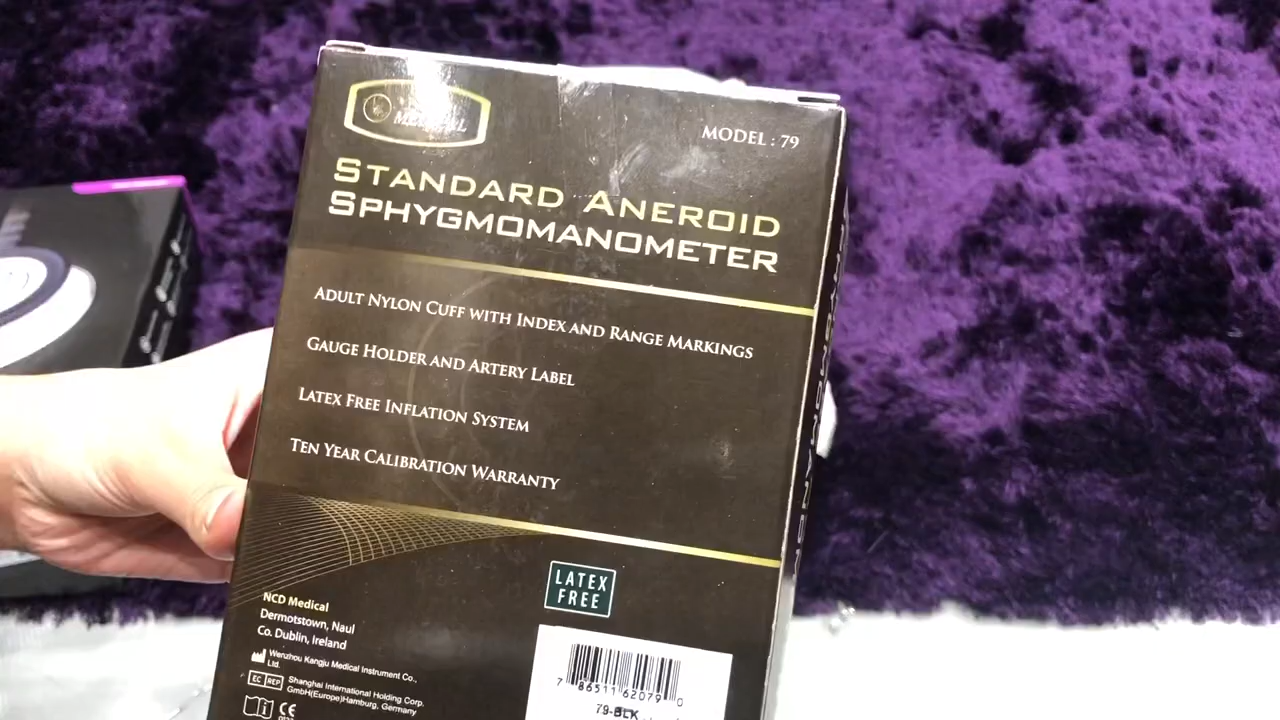 MODEL : 79
STANDARD ANEROID
SPHYGMOMANOMETER
ADULT NYLON CUFF WITH INDEX AND RANGE MARKINGS
GAUGE HOLDER AND ARTERY LABEL
LATEX FREE INFLATION SYSTEM
TEN YEAR CALIBRATION WARRANTY
LATEX
FREE
NCD Medical
Dermotstown, Naul
Co. Dublin, Ireland
Wenzhou Kangju Medical Instrument Co.,
Ltd.
EC REP
Shanghai International Holding Corp.
GmbH(Europe)Hamburg, Germany
CE
7 86511 62079 0
79-BLK